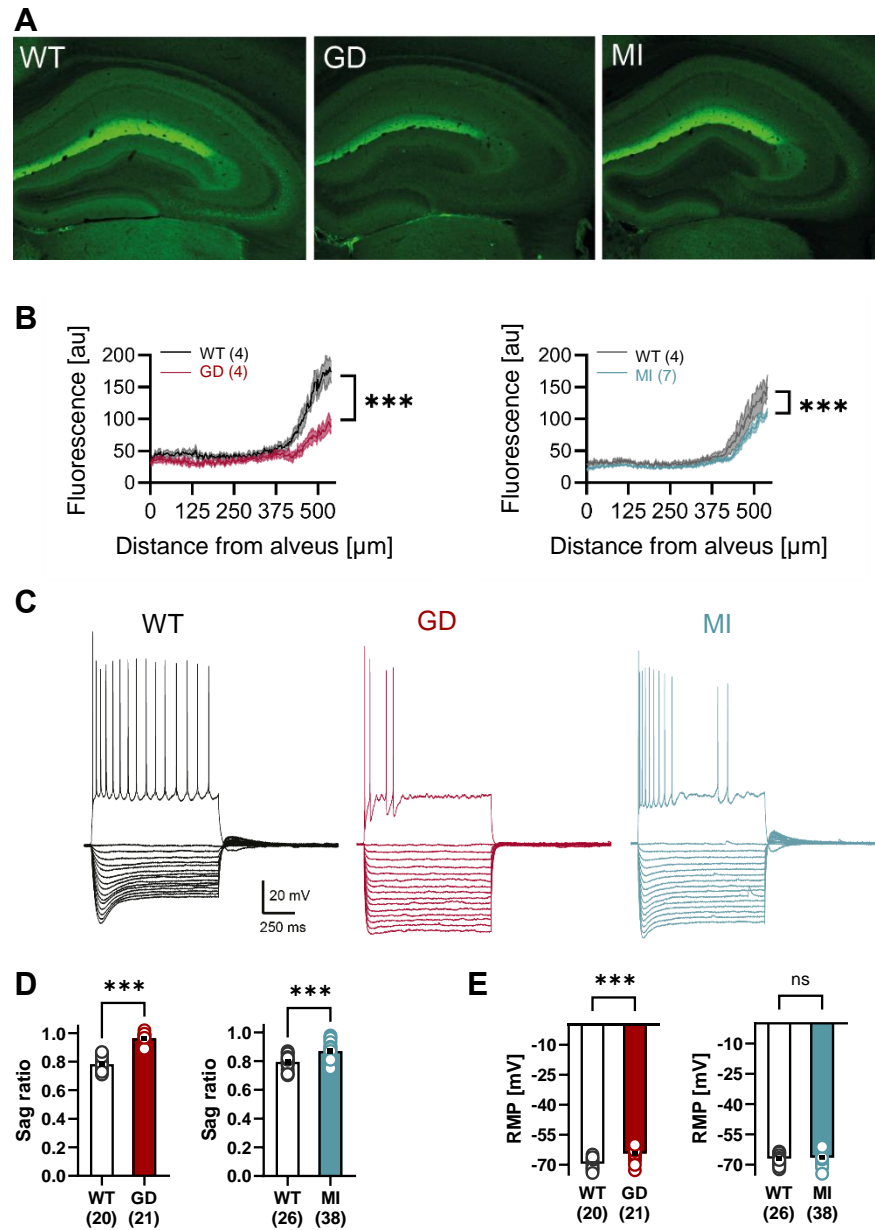 A
WT GD MI
B
Fluorescence [au]
200
150
100
50
0
WT (4)
GD (4)
***
0 125 250 375 500
Distance from alveus [µm]
Fluorescence [au]
200
150
100
50
0
WT (4)
MI (7)
***
0 125 250 375 500
Distance from alveus [µm]
C
WT GD MI
20 mV
250 ms
D
Sag ratio
1.0
0.8
0.6
0.4
0.2
0.0
***
WT GD
(20) (21)
Sag ratio
1.0
0.8
0.6
0.4
0.2
0.0
***
WT MI
(26) (38)
E
RMP [mV]
-10
-25
-40
-55
-70
***
WT GD
(20) (21)
RMP [mV]
-10
-25
-40
-55
-70
ns
WT MI
(26) (38)